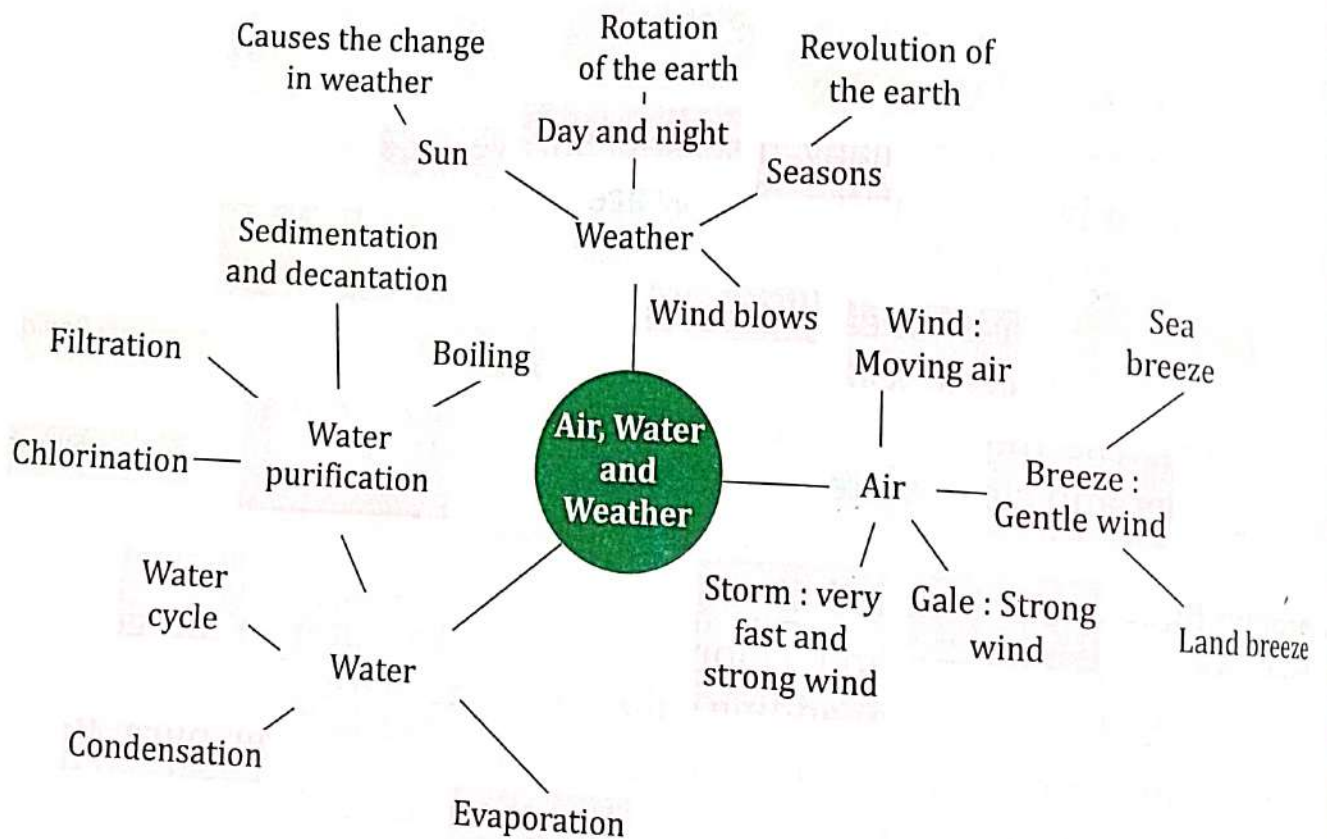 Causes the change
in weather
Sun
Rotation
of the earth
Day and night
Revolution of
the earth
Seasons
Weather
Wind blows
Sedimentation
and decantation
Filtration
Boiling
Chlorination
Water
purification
Air, Water
and
Weather
Wind :
Moving air
Sea
breeze
Air
Breeze :
Gentle wind
Storm : very
fast and
strong wind
Gale : Strong
wind
Land breeze
Water
cycle
Water
Condensation
Evaporation